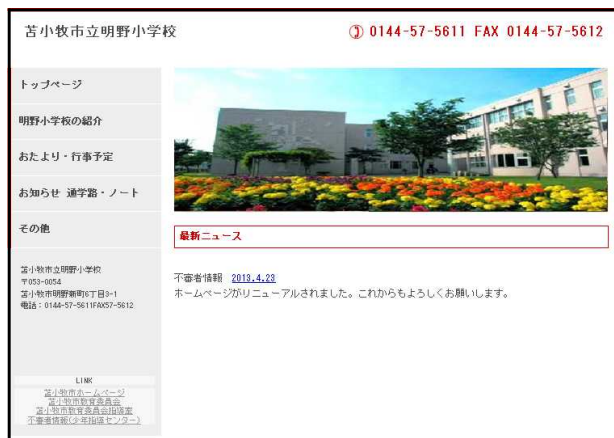 苫小牧市立明野小学校
0144-57-5611 FAX 0144-57-5612
トップページ
明野小学校の紹介
おたより・行事予定
お知らせ 通学路・ノート
その他
苫小牧市立明野小学校
〒053-0054
苫小牧市明野新町6丁目3-1
電話：0144-57-5611FAX57-5612
LINK
苫小牧市ホームページ
苫小牧市教育委員会
苫小牧市教育委員会指導室
不審者情報(少年指導センター)
最新ニュース
不審者情報 2013.4.23
ホームページがリニューアルされました。これからもよろしくお願いします。